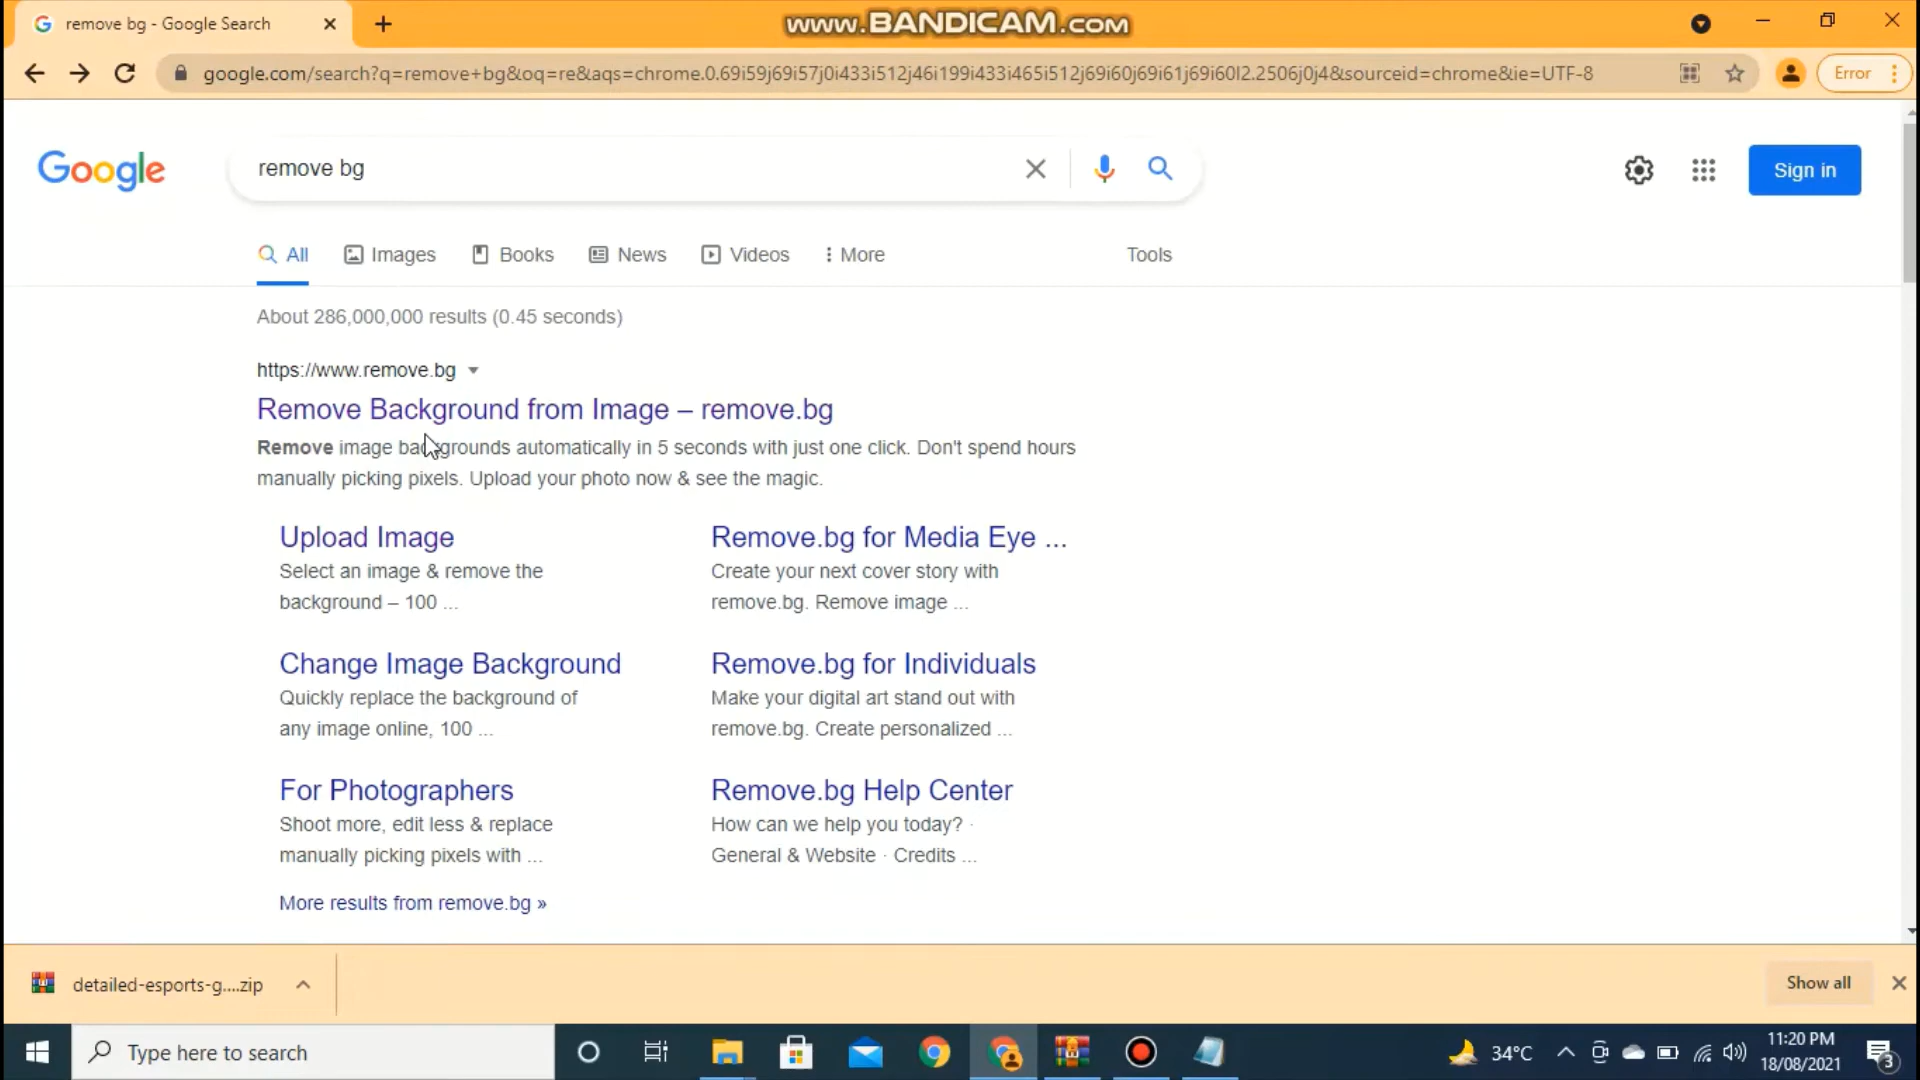 remove bg - Google Search
www.BANDICAM.com
google.com/search?q=remove+bg&oq=re&aqs=chrome.0.69i59j69i57j0i433i512j46i199i433i465i512j69i60j69i61j69i60l2.2506j0j4&sourceid=chrome&ie=UTF-8
Error
Google
remove bg
Sign in
All Images Books News Videos More Tools
About 286,000,000 results (0.45 seconds)
https://www.remove.bg
Remove Background from Image – remove.bg
Remove image backgrounds automatically in 5 seconds with just one click. Don't spend hours
manually picking pixels. Upload your photo now & see the magic.
Upload Image
Select an image & remove the
background – 100 ...
Remove.bg for Media Eye ...
Create your next cover story with
remove.bg. Remove image ...
Change Image Background
Quickly replace the background of
any image online, 100 ...
Remove.bg for Individuals
Make your digital art stand out with
remove.bg. Create personalized ...
For Photographers
Shoot more, edit less & replace
manually picking pixels with ...
Remove.bg Help Center
How can we help you today? ·
General & Website · Credits ...
More results from remove.bg »
detailed-esports-g....zip
Show all
Type here to search
34°C
11:20 PM
18/08/2021
3